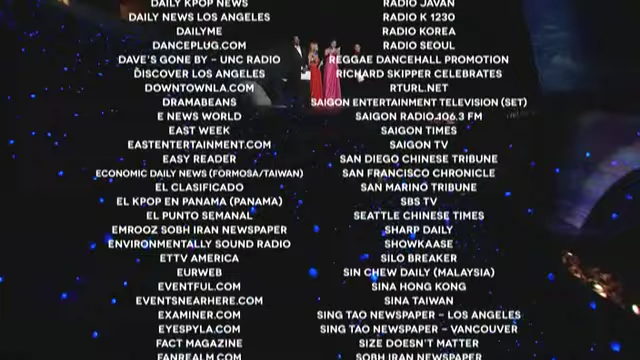 DAILY KPOP NEWS
DAILY NEWS LOS ANGELES
DAILYME
DANCEPLUG.COM
DAVE'S GONE BY – UNC RADIO
DISCOVER LOS ANGELES
DOWNTOWNLA.COM
DRAMABEANS
E NEWS WORLD
EAST WEEK
EASTENTERTAINMENT.COM
EASY READER
ECONOMIC DAILY NEWS (FORMOSA/TAIWAN)
EL CLASIFICADO
EL KPOP EN PANAMA (PANAMA)
EL PUNTO SEMANAL
EMROOZ SOBH IRAN NEWSPAPER
ENVIRONMENTALLY SOUND RADIO
ETTV AMERICA
EURWEB
EVENTFUL.COM
EVENTSNEARHERE.COM
EXAMINER.COM
EYESPYLA.COM
FACT MAGAZINE
FANREALM.COM
RADIO JAVAN
RADIO K 1230
RADIO KOREA
RADIO SEOUL
REGGAE DANCEHALL PROMOTION
RICHARD SKIPPER CELEBRATES
RTURL.NET
SAIGON ENTERTAINMENT TELEVISION (SET)
SAIGON RADIO 106.3 FM
SAIGON TIMES
SAIGON TV
SAN DIEGO CHINESE TRIBUNE
SAN FRANCISCO CHRONICLE
SAN MARINO TRIBUNE
SBS TV
SEATTLE CHINESE TIMES
SHARP DAILY
SHOWKAASE
SILO BREAKER
SIN CHEW DAILY (MALAYSIA)
SINA HONG KONG
SINA TAIWAN
SING TAO NEWSPAPER – LOS ANGELES
SING TAO NEWSPAPER – VANCOUVER
SIZE DOESN'T MATTER
SOBH IRAN NEWSPAPER